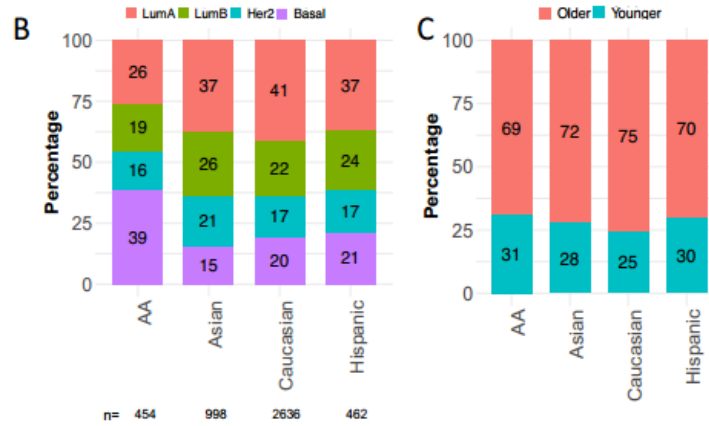 B
LumA LumB Her2 Basal
Percentage
100
75
50
25
0
26
19
16
39
37
26
21
15
41
22
17
20
37
24
17
21
AA
Asian
Caucasian
Hispanic
n= 454 998 2636 462
C
Older Younger
Percentage
100
75
50
25
0
69
31
72
28
75
25
70
30
AA
Asian
Caucasian
Hispanic